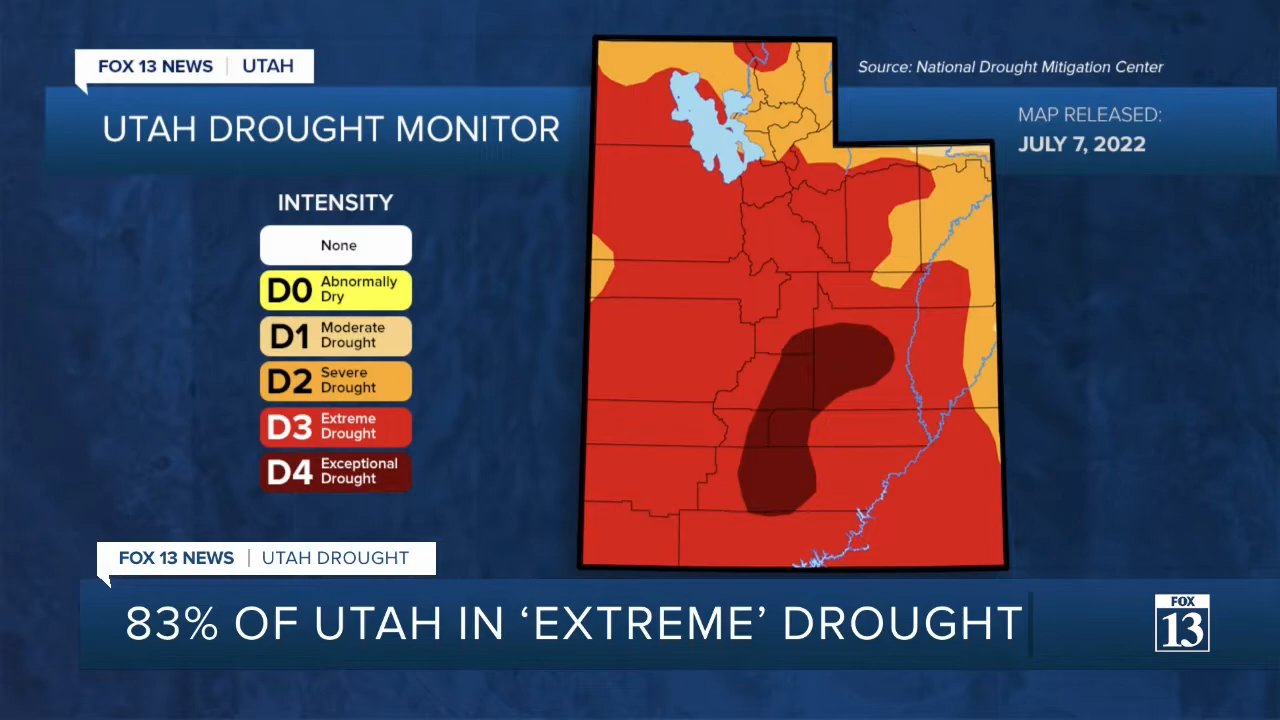 FOX 13 NEWS | UTAH
Source: National Drought Mitigation Center
UTAH DROUGHT MONITOR
MAP RELEASED:
JULY 7, 2022
INTENSITY
None
D0 Abnormally
Dry
D1 Moderate
Drought
D2 Severe
Drought
D3 Extreme
Drought
D4 Exceptional
Drought
FOX 13 NEWS | UTAH DROUGHT
83% OF UTAH IN ‘EXTREME’ DROUGHT
FOX
13